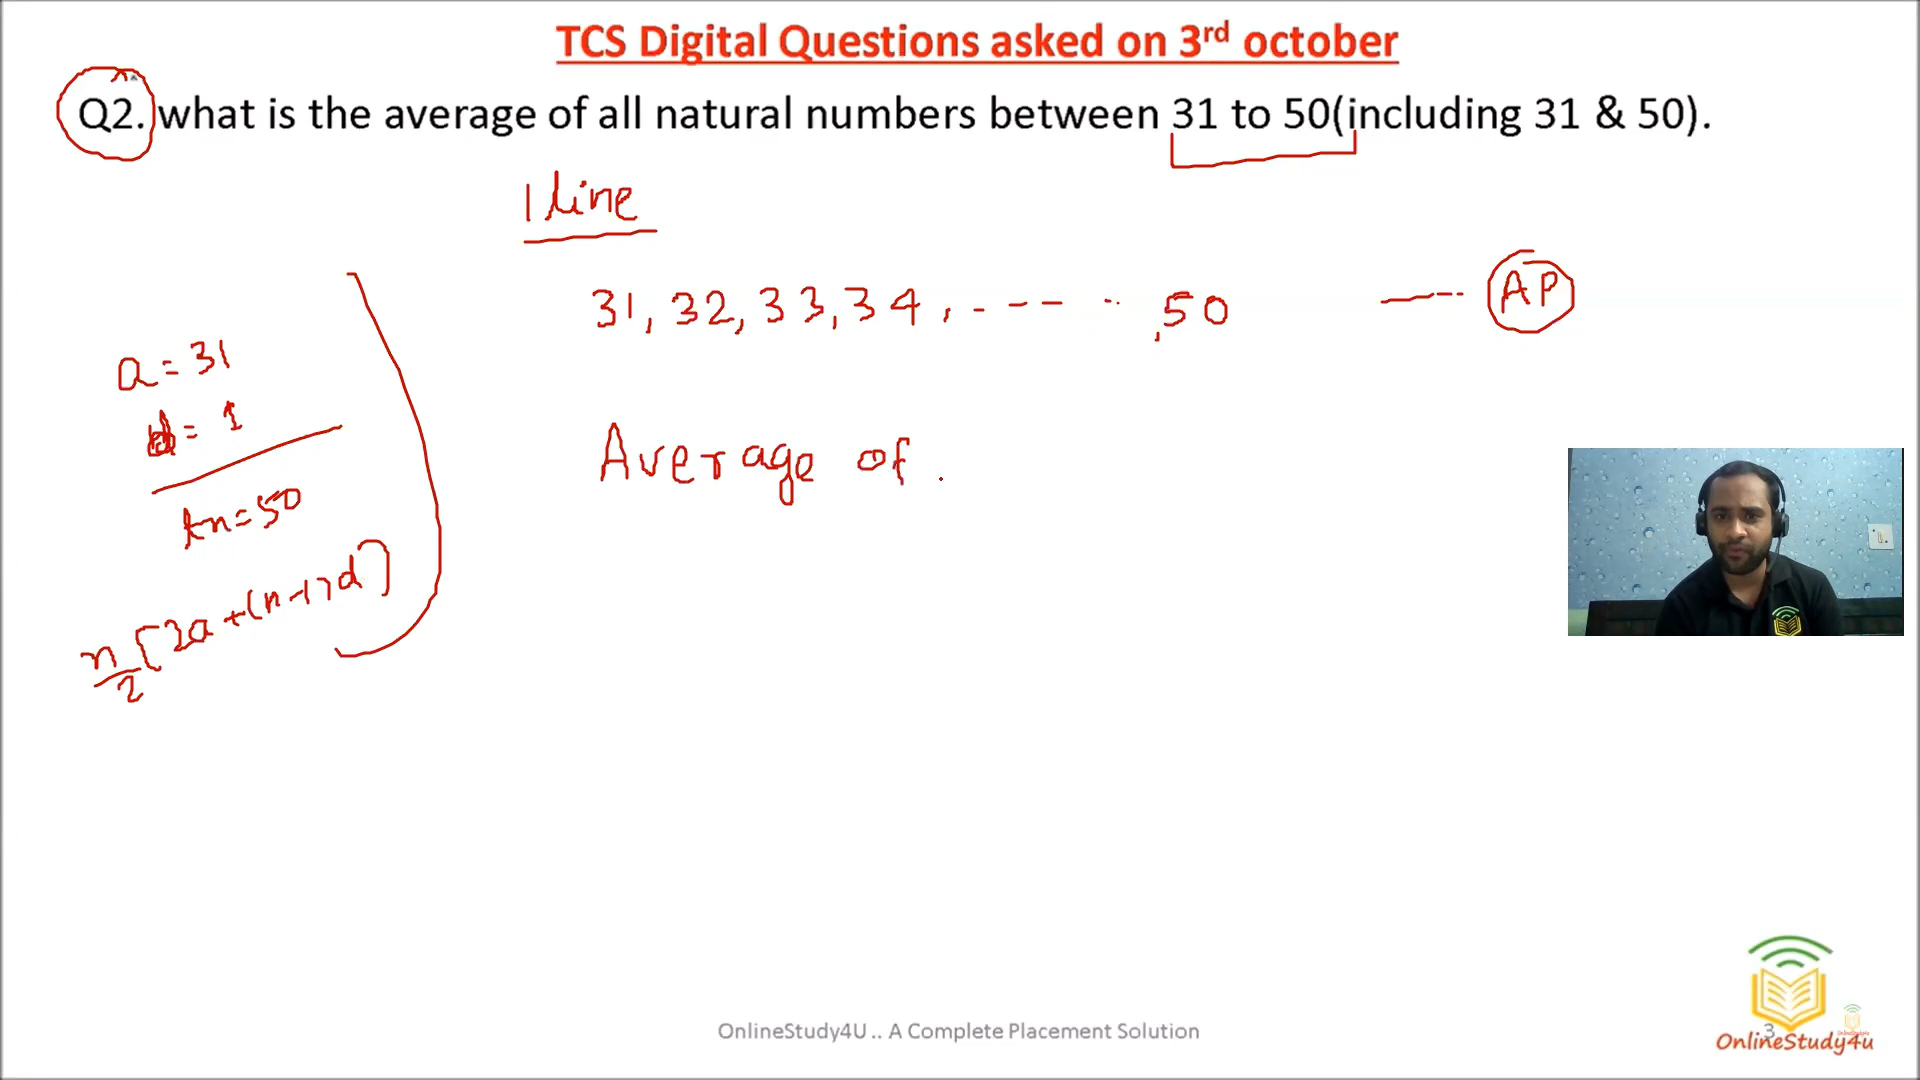 TCS Digital Questions asked on 3rd october
Q2. what is the average of all natural numbers between 31 to 50(including 31 & 50).
1 line
31, 32, 33, 34, . - - - - - , 50 --- AP
a = 31
d = 1
tn = 50
n/2 [2a + (n-1)d]
Average of .
OnlineStudy4U .. A Complete Placement Solution
3
OnlineStudy4u